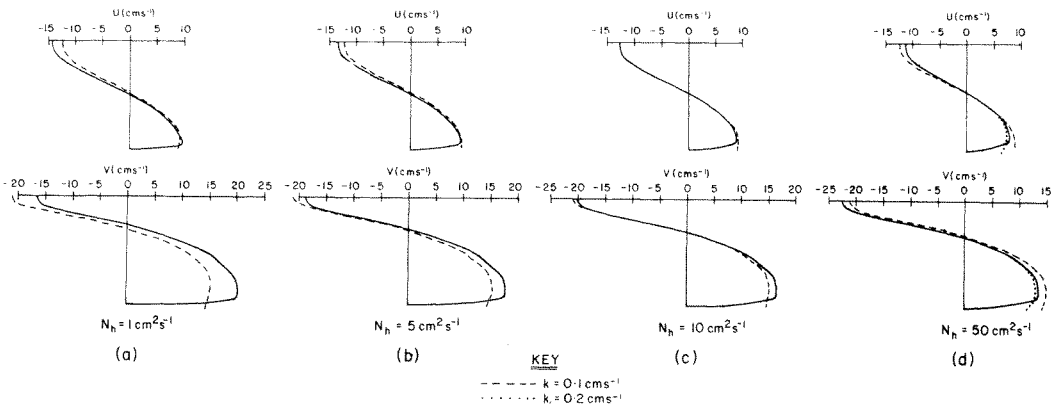 U(cms⁻¹) U(cms⁻¹) U(cms⁻¹) U(cms⁻¹)
-15 -10 -5 0 5 10 -15 -10 -5 0 5 10 -15 -10 -5 0 5 10 -15 -10 -5 0 5 10
V(cms⁻¹) V(cms⁻¹) V(cms⁻¹) V(cms⁻¹)
-20 -15 -10 -5 0 5 10 15 20 25 -20 -15 -10 -5 0 5 10 15 20 -25 -20 -15 -10 -5 0 5 10 15 20 -25 -20 -15 -10 -5 0 5 10 15
N_h = 1 cm²s⁻¹ N_h = 5 cm²s⁻¹ N_h = 10 cm²s⁻¹ N_h = 50 cm²s⁻¹
(a) (b) (c) (d)
KEY
k = 0·1 cms⁻¹
k = 0·2 cms⁻¹